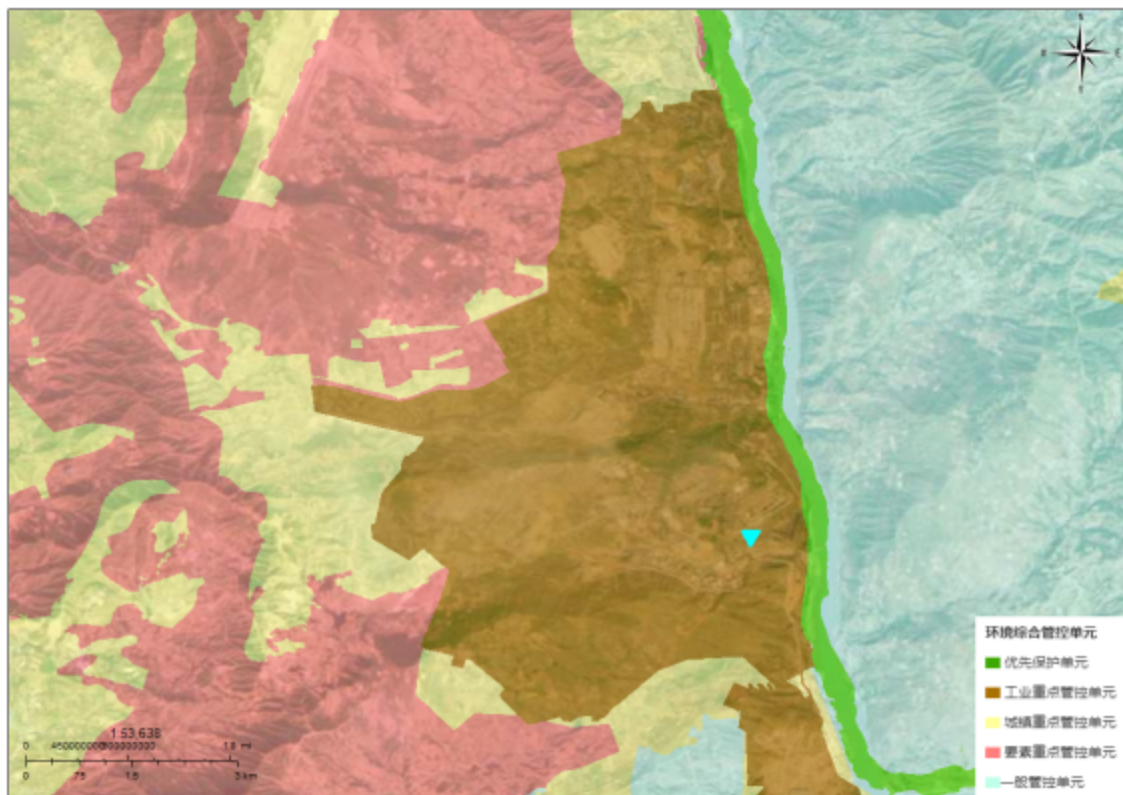 N
E
S
环境综合管控单元
优先保护单元
工业重点管控单元
城镇重点管控单元
要素重点管控单元
一般管控单元
1:53,638
0
1.8 mi
0
.75
1.5
3 km